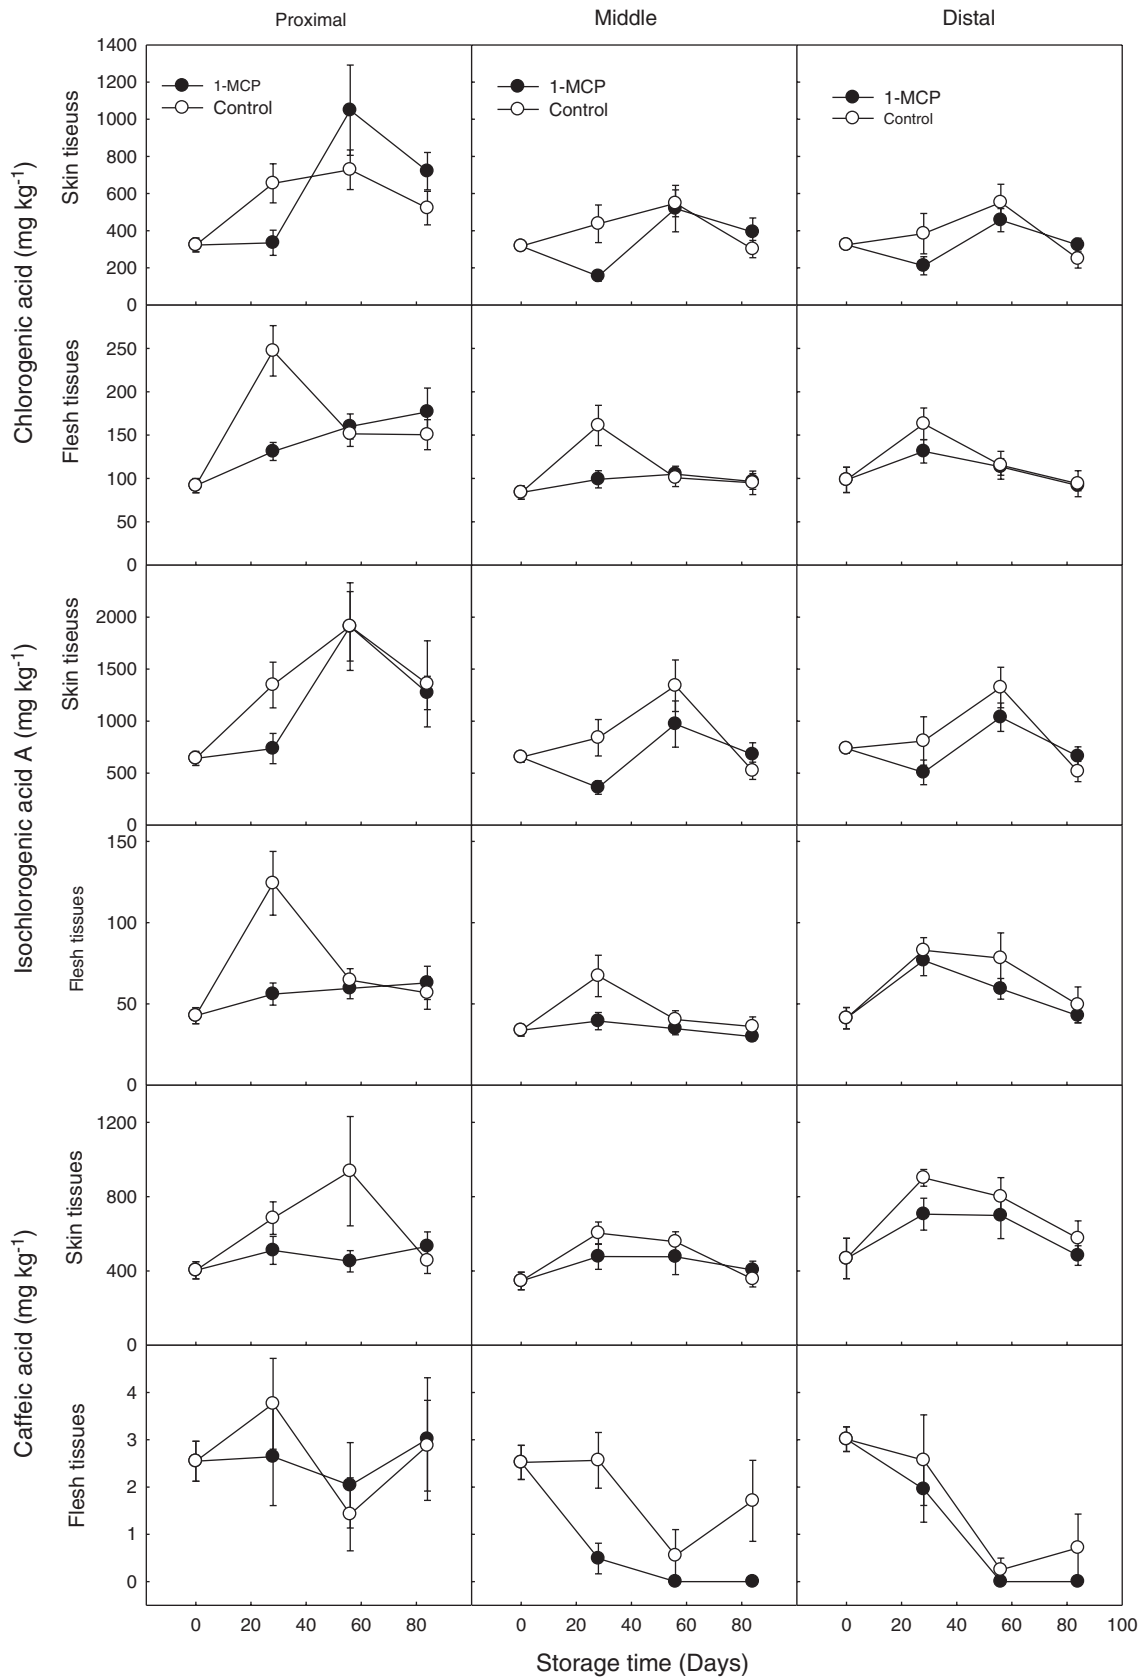 Proximal Middle Distal
Chlorogenic acid (mg kg-1)
Skin tiseuss
1400
1200
1000
800
600
400
200
0
1-MCP
Control
1-MCP
Control
1-MCP
Control
Flesh tissues
250
200
150
100
50
0
Isochlorogenic acid A (mg kg-1)
Skin tiseuss
2000
1500
1000
500
0
Flesh tissues
150
100
50
0
Caffeic acid (mg kg-1)
Skin tissues
1200
800
400
0
Flesh tissues
4
3
2
1
0
0 20 40 60 80 0 20 40 60 80 0 20 40 60 80 100
Storage time (Days)